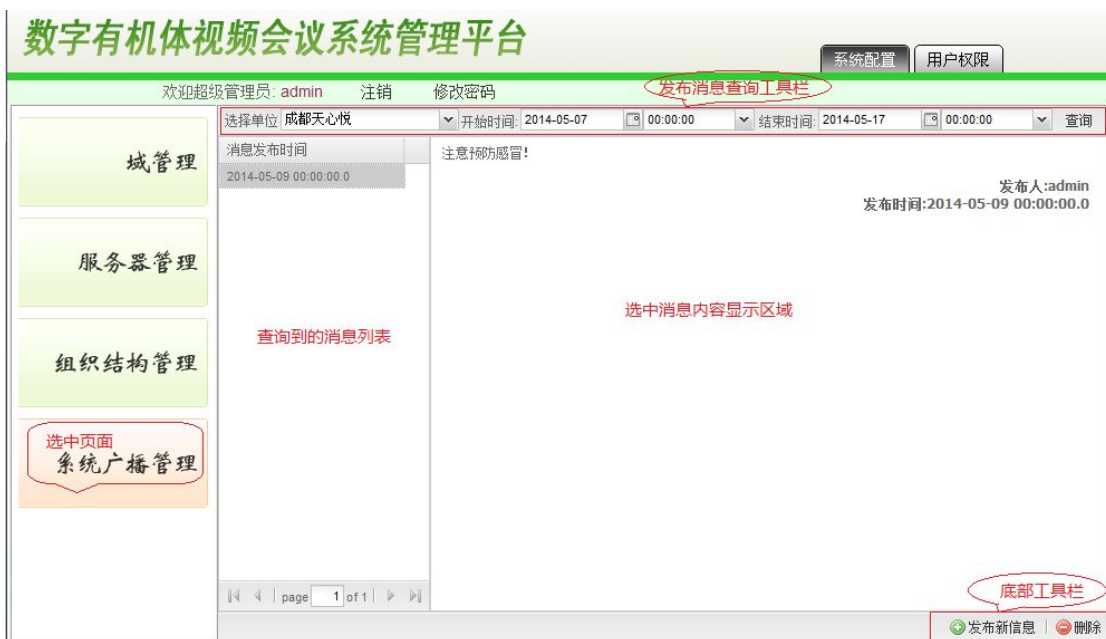 数字有机体视频会议系统管理平台
系统配置 用户权限
欢迎超级管理员: admin 注销 修改密码 发布消息查询工具栏
选择单位 成都天心悦 开始时间: 2014-05-07 00:00:00 结束时间: 2014-05-17 00:00:00 查询
域管理
服务器管理
组织结构管理
选中页面
系统广播管理
消息发布时间
2014-05-09 00:00:00.0
查询到的消息列表
注意预防感冒!
发布人:admin
发布时间:2014-05-09 00:00:00.0
选中消息内容显示区域
page 1 of 1
底部工具栏
发布新信息 删除